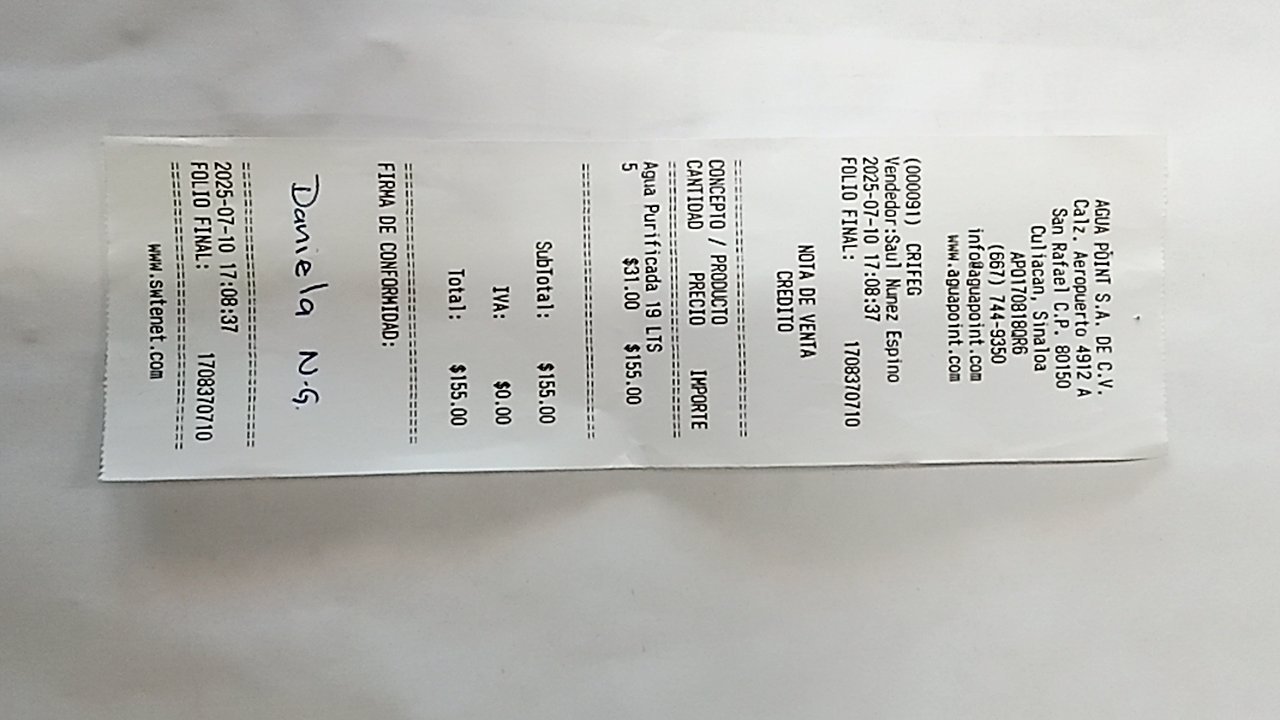 AGUA POINT S.A. DE C.V.
Calz. Aeropuerto 4912 A
San Rafael C.P. 80150
Culiacan, Sinaloa
APO170818QR6
(667) 744-9350
info@aguapoint.com
www.aguapoint.com
(000091) CRIFEG
Vendedor:Saul Nunez Espino
2025-07-10 17:08:37
FOLIO FINAL: 1708370710
NOTA DE VENTA
CREDITO
CONCEPTO / PRODUCTO
CANTIDAD PRECIO IMPORTE
Agua Purificada 19 LTS
5 $31.00 $155.00
SubTotal: $155.00
IVA: $0.00
Total: $155.00
FIRMA DE CONFORMIDAD:
Daniela N.G.
2025-07-10 17:08:37
FOLIO FINAL: 1708370710
www.swtenet.com